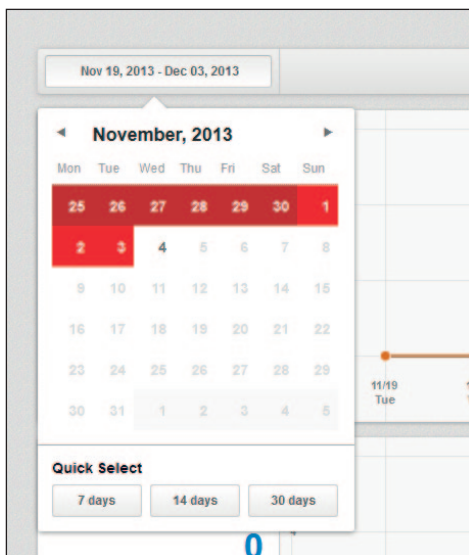 Nov 19, 2013 - Dec 03, 2013
◄ November, 2013 ►
Mon Tue Wed Thu Fri Sat Sun
25 26 27 28 29 30 1
2 3 4 5 6 7 8
9 10 11 12 13 14 15
16 17 18 19 20 21 22
23 24 25 26 27 28 29
30 31 1 2 3 4 5
11/19
Tue
Quick Select
7 days 14 days 30 days
0